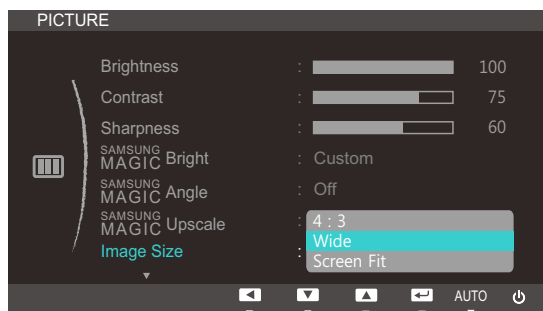 PICTURE
Brightness : 100
Contrast : 75
Sharpness : 60
SAMSUNG MAGIC Bright : Custom
SAMSUNG MAGIC Angle : Off
SAMSUNG MAGIC Upscale :
4 : 3
Image Size :
Wide
Screen Fit
AUTO